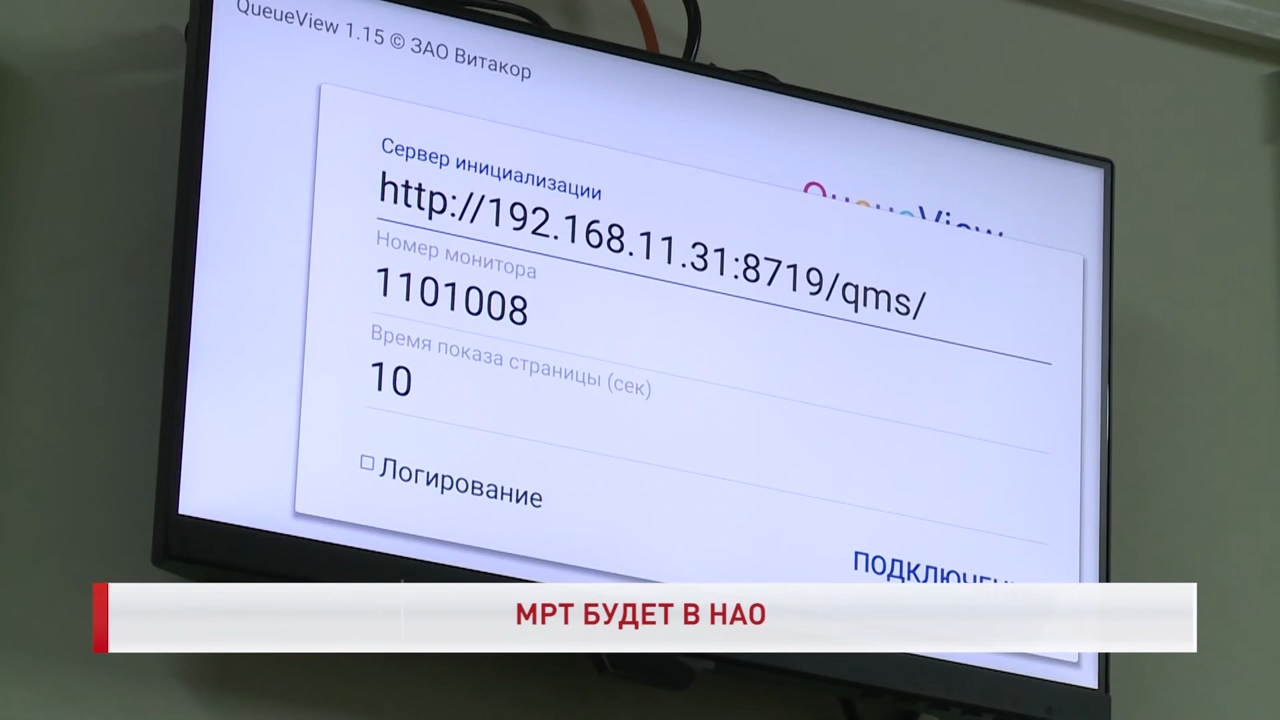 QueueView 1.15 © ЗАО Витакор
QueueView
Сервер инициализации
http://192.168.11.31:8719/qms/
Номер монитора
1101008
Время показа страницы (сек)
10
Логирование
МРТ БУДЕТ В НАО